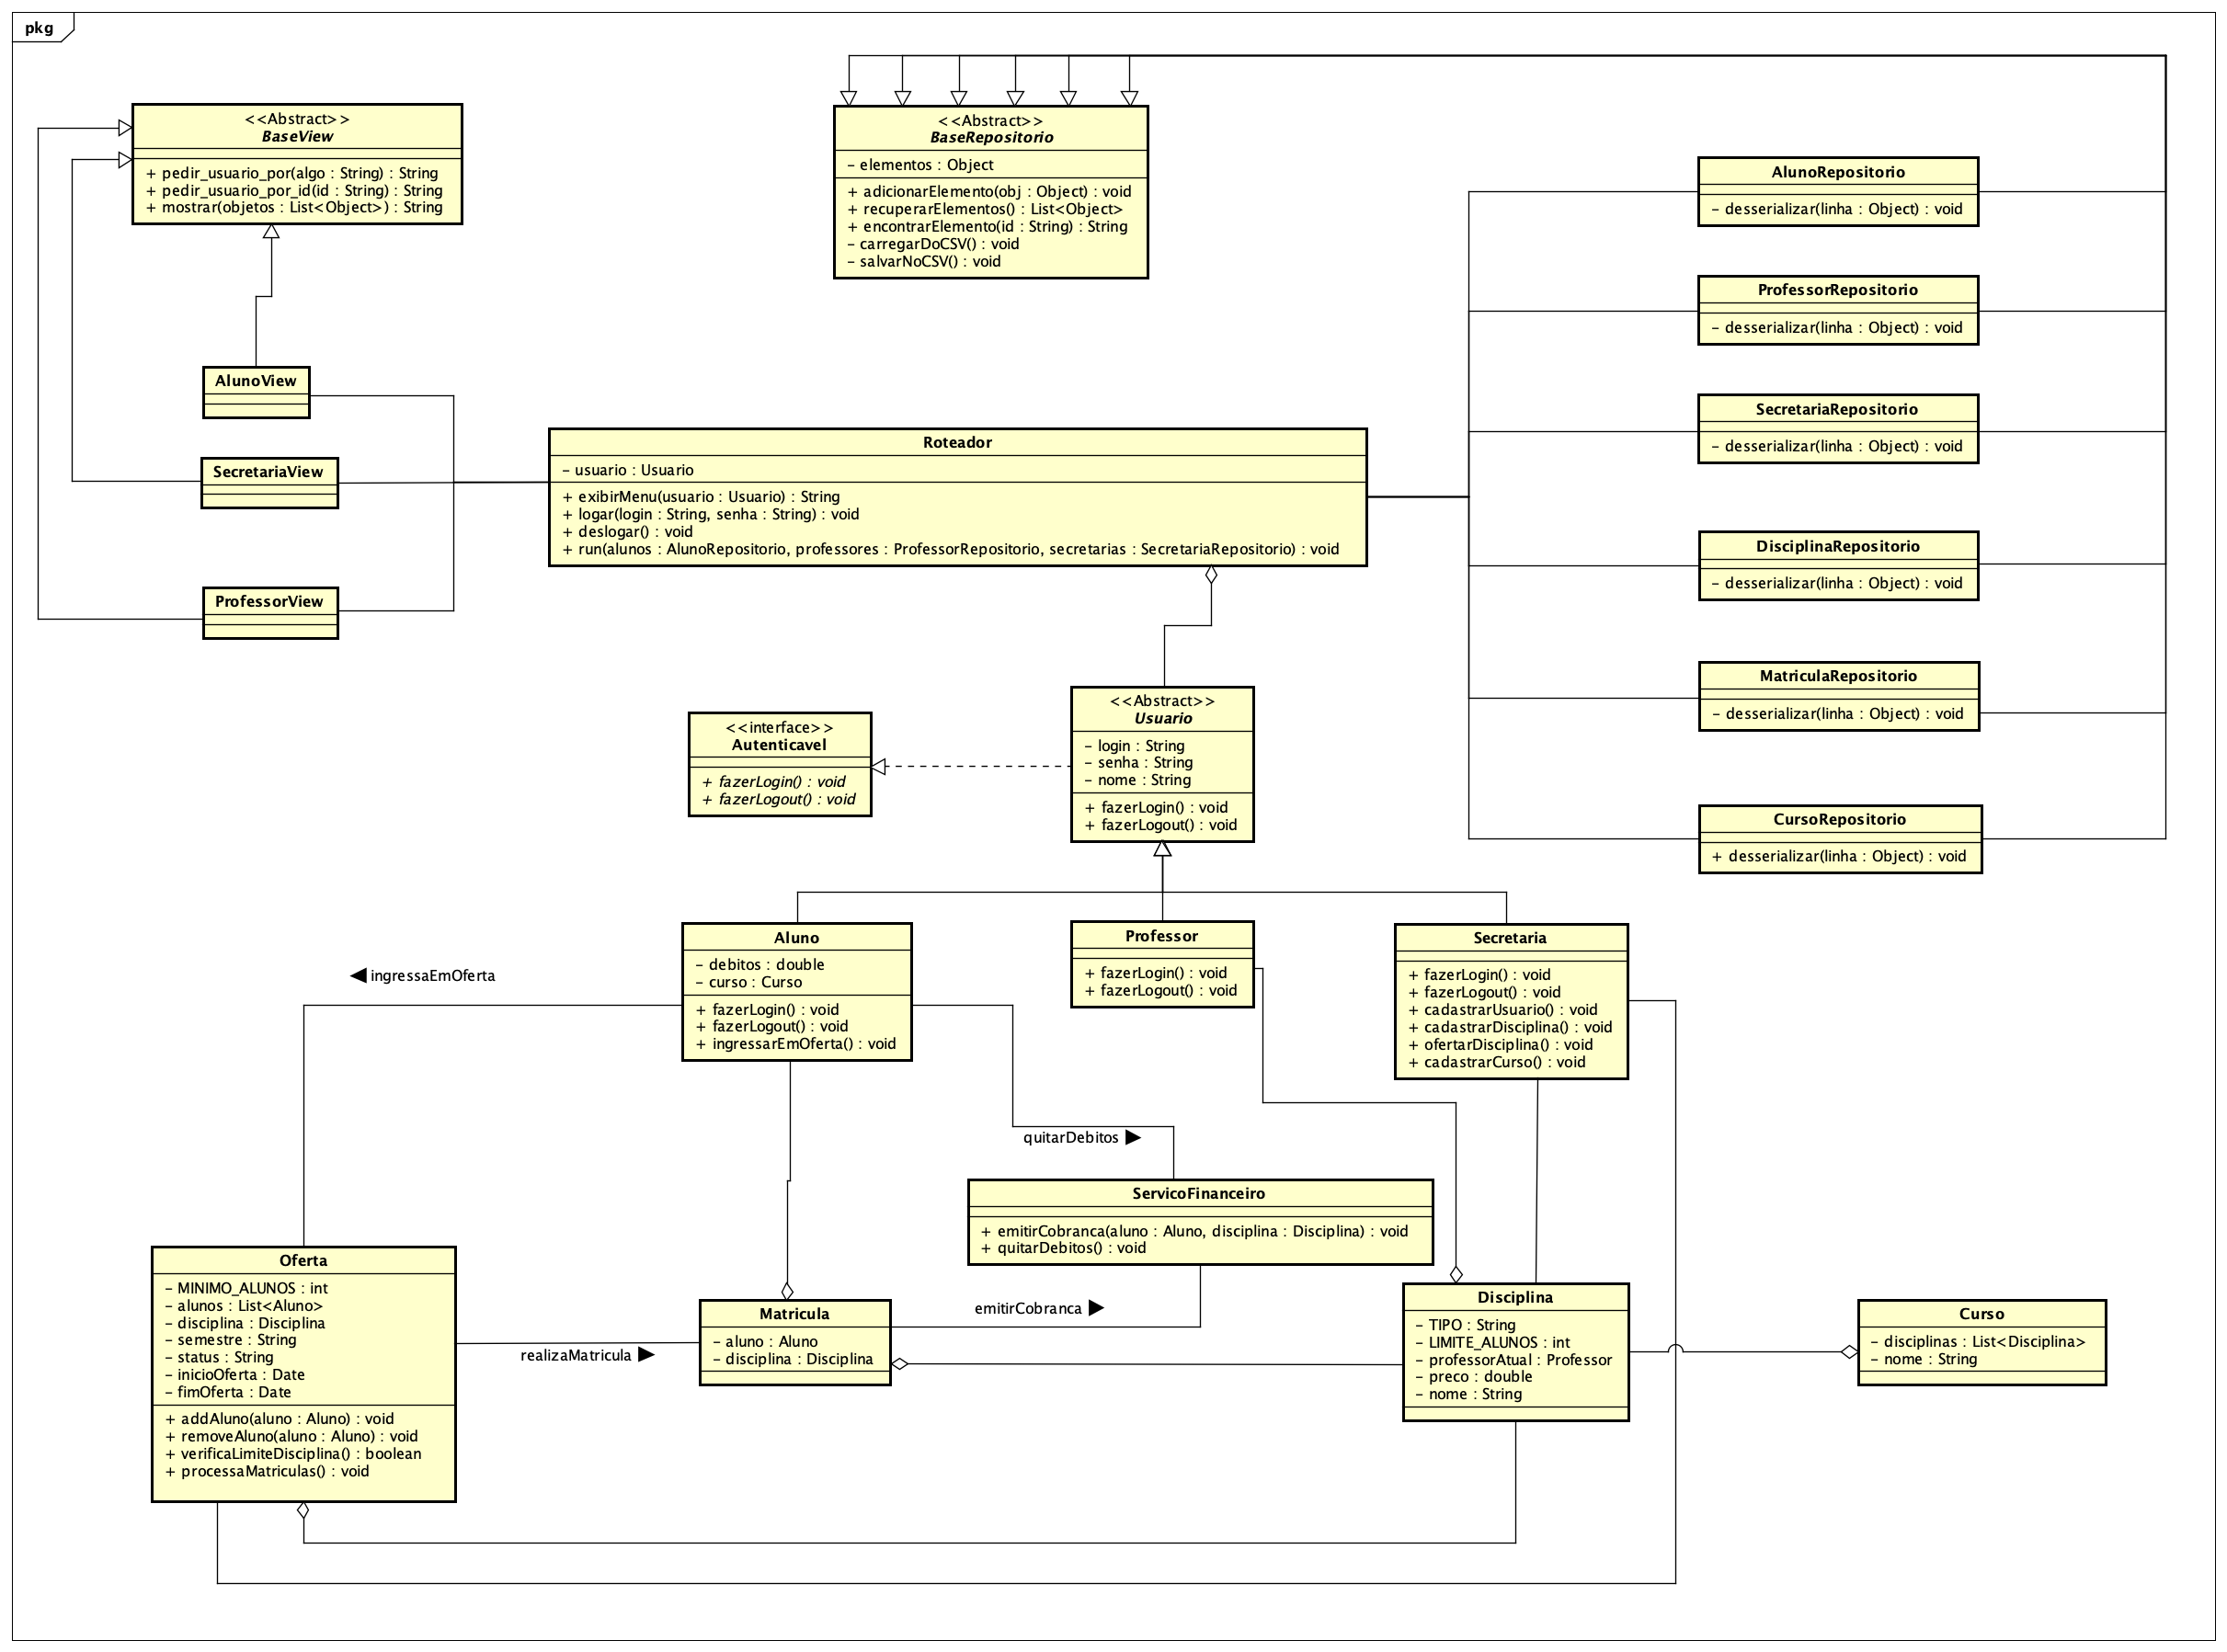 pkg
<<Abstract>>
BaseView
+ pedir_usuario_por(algo : String) : String
+ pedir_usuario_por_id(id : String) : String
+ mostrar(objetos : List<Object>) : String
<<Abstract>>
BaseRepositorio
- elementos : Object
+ adicionarElemento(obj : Object) : void
+ recuperarElementos() : List<Object>
+ encontrarElemento(id : String) : String
- carregarDoCSV() : void
- salvarNoCSV() : void
AlunoRepositorio
- desserializar(linha : Object) : void
ProfessorRepositorio
- desserializar(linha : Object) : void
SecretariaRepositorio
- desserializar(linha : Object) : void
DisciplinaRepositorio
- desserializar(linha : Object) : void
MatriculaRepositorio
- desserializar(linha : Object) : void
CursoRepositorio
+ desserializar(linha : Object) : void
AlunoView
SecretariaView
ProfessorView
Roteador
- usuario : Usuario
+ exibirMenu(usuario : Usuario) : String
+ logar(login : String, senha : String) : void
+ deslogar() : void
+ run(alunos : AlunoRepositorio, professores : ProfessorRepositorio, secretarias : SecretariaRepositorio) : void
<<interface>>
Autenticavel
+ fazerLogin() : void
+ fazerLogout() : void
<<Abstract>>
Usuario
- login : String
- senha : String
- nome : String
+ fazerLogin() : void
+ fazerLogout() : void
Aluno
- debitos : double
- curso : Curso
+ fazerLogin() : void
+ fazerLogout() : void
+ ingressarEmOferta() : void
Professor
+ fazerLogin() : void
+ fazerLogout() : void
Secretaria
+ fazerLogin() : void
+ fazerLogout() : void
+ cadastrarUsuario() : void
+ cadastrarDisciplina() : void
+ ofertarDisciplina() : void
+ cadastrarCurso() : void
◀ ingressaEmOferta
quitarDebitos ▶
ServicoFinanceiro
+ emitirCobranca(aluno : Aluno, disciplina : Disciplina) : void
+ quitarDebitos() : void
Oferta
- MINIMO_ALUNOS : int
- alunos : List<Aluno>
- disciplina : Disciplina
- semestre : String
- status : String
- inicioOferta : Date
- fimOferta : Date
+ addAluno(aluno : Aluno) : void
+ removeAluno(aluno : Aluno) : void
+ verificaLimiteDisciplina() : boolean
+ processaMatriculas() : void
realizaMatricula ▶
Matricula
- aluno : Aluno
- disciplina : Disciplina
emitirCobranca ▶
Disciplina
- TIPO : String
- LIMITE_ALUNOS : int
- professorAtual : Professor
- preco : double
- nome : String
Curso
- disciplinas : List<Disciplina>
- nome : String